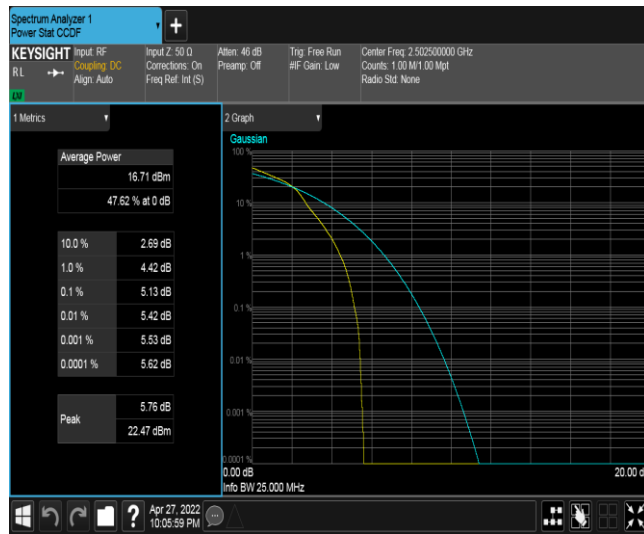 Spectrum Analyzer 1
Power Stat CCDF
KEYSIGHT
RL
Input: RF
Coupling: DC
Align: Auto
Input Z: 50 Ω
Corrections: On
Freq Ref: Int (S)
Atten: 46 dB
Preamp: Off
Trig: Free Run
#IF Gain: Low
Center Freq: 2.502500000 GHz
Counts: 1.00 M/1.00 Mpt
Radio Std: None
1 Metrics
Average Power
16.71 dBm
47.62 % at 0 dB
10.0 % 2.69 dB
1.0 % 4.42 dB
0.1 % 5.13 dB
0.01 % 5.42 dB
0.001 % 5.53 dB
0.0001 % 5.62 dB
Peak
5.76 dB
22.47 dBm
2 Graph
Gaussian
100 %
10 %
1 %
0.1 %
0.01 %
0.001 %
0.0001 %
0.00 dB
20.00 d
Info BW 25.000 MHz
?
Apr 27, 2022
10:05:59 PM